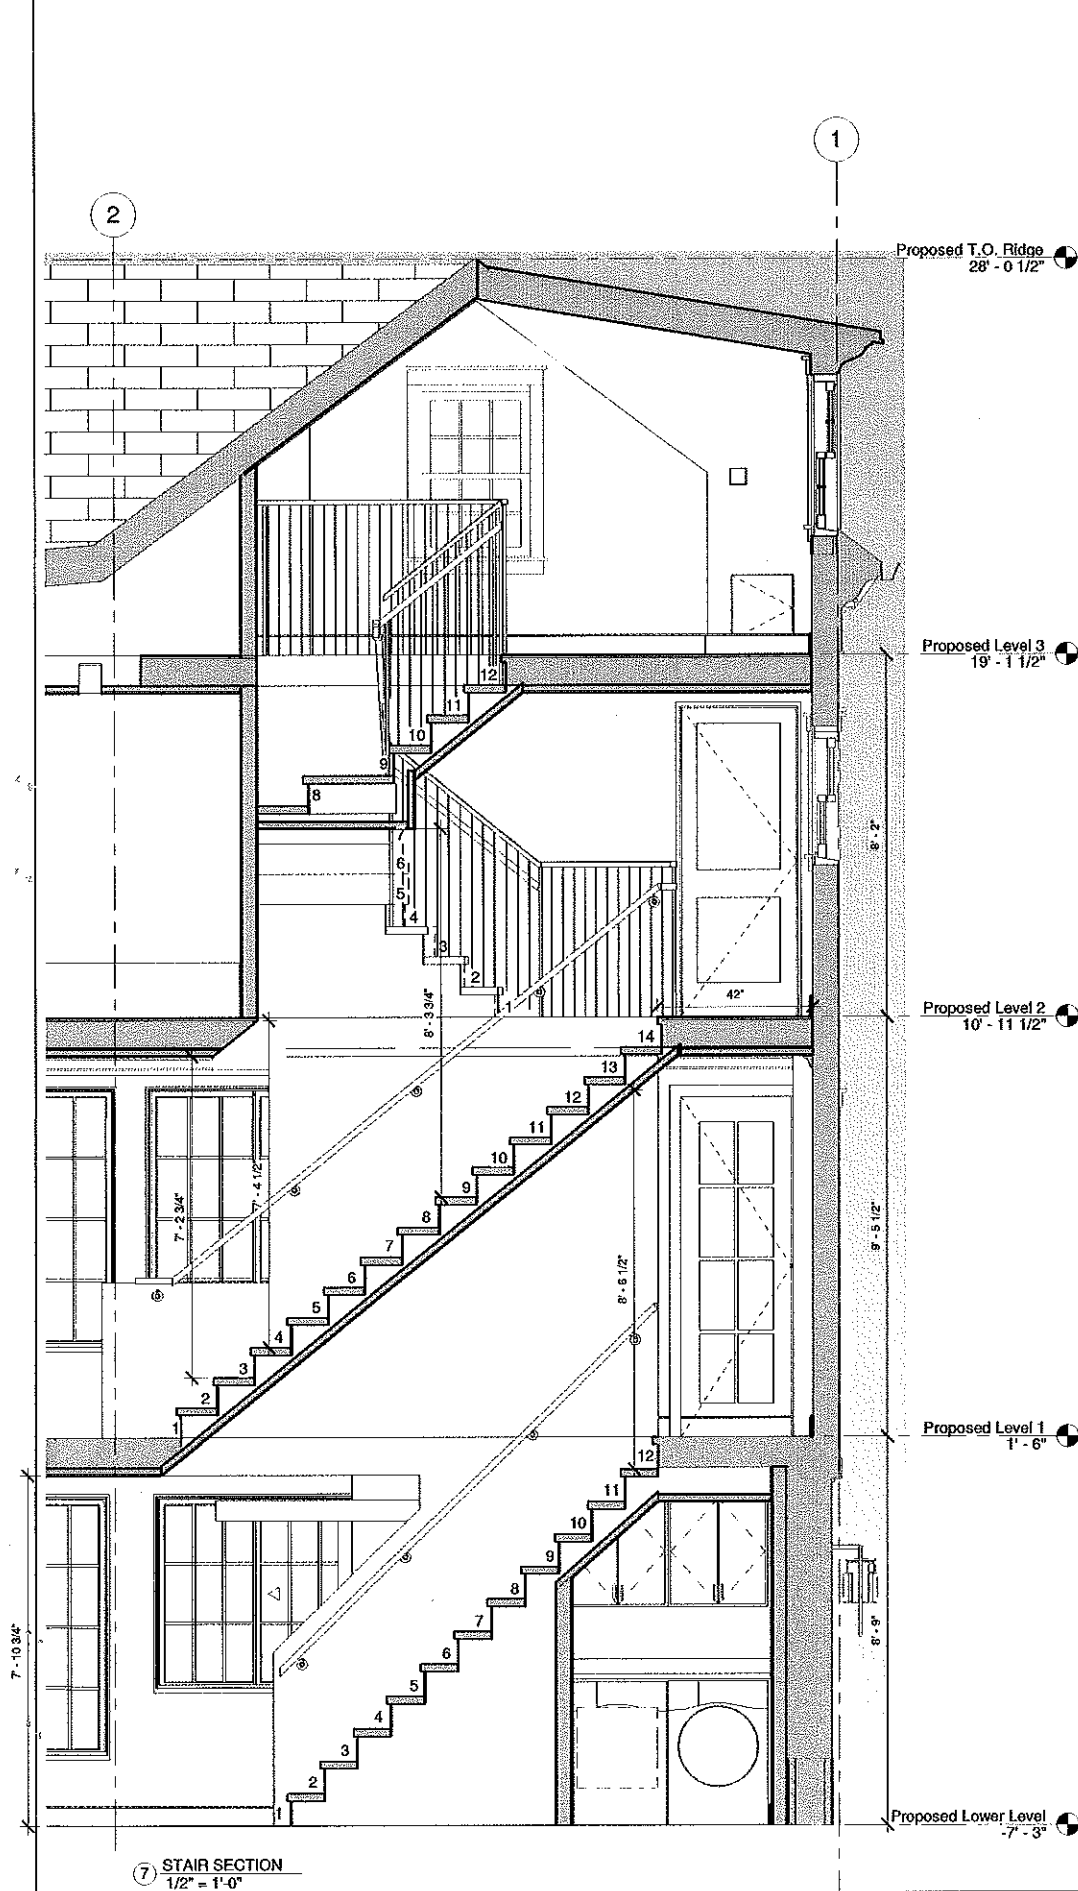 1
2
Proposed T.O. Ridge
28' - 0 1/2"
Proposed Level 3
19' - 1 1/2"
12
11
10
9
8
7
6
5
4
3
2
1
8' - 2"
42"
8' - 3 3/4"
Proposed Level 2
10' - 11 1/2"
14
13
12
11
10
9
8
7
6
5
4
3
2
1
7' - 2 3/4"
7' - 4 1/2"
8' - 6 1/2"
9' - 5 1/2"
Proposed Level 1
1' - 6"
12
11
10
9
8
7
6
5
4
3
2
1
7' - 10 3/4"
8' - 9"
Proposed Lower Level
-7' - 3"
7
STAIR SECTION
1/2" = 1'-0"